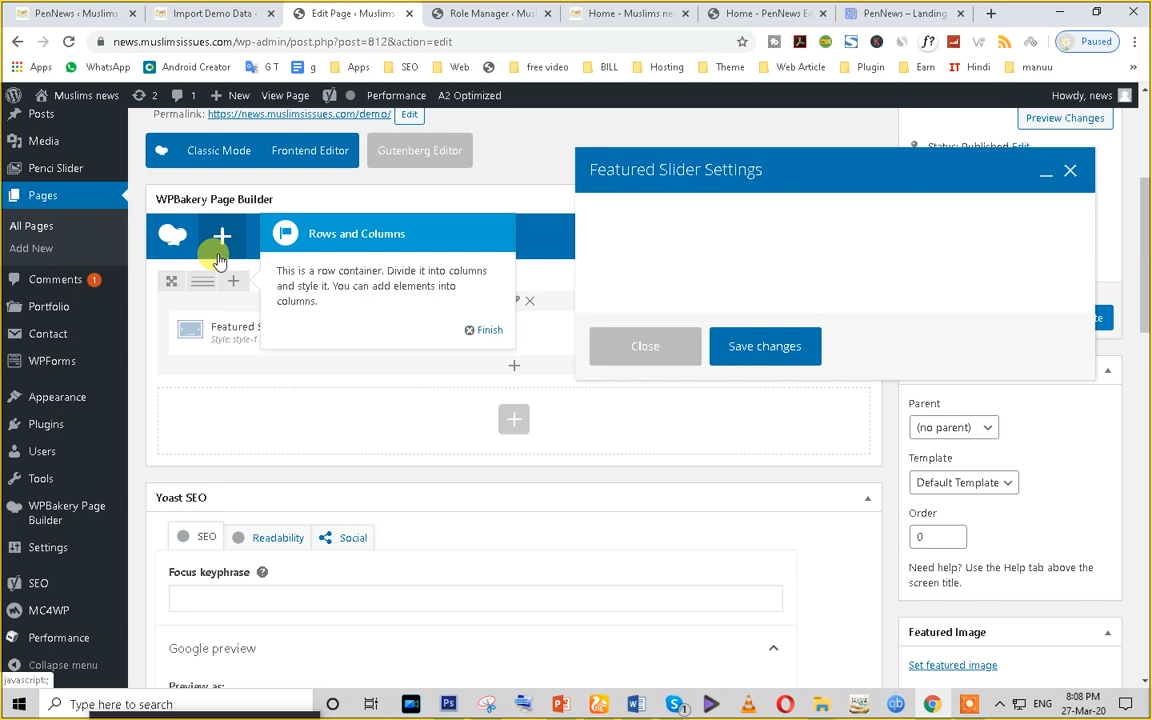 PenNews ‹ Muslims
Import Demo Data ‹
Edit Page ‹ Muslims
Role Manager ‹ Mus
Home - Muslims ne
Home - PenNews E
PenNews – Landing
news.muslimsissues.com/wp-admin/post.php?post=812&action=edit
Paused
Apps
WhatsApp
Android Creator
G T
g
Apps
SEO
Web
free video
BILL
Hosting
Theme
Web Article
Plugin
Earn
IT Hindi
manuu
Muslims news
2
1
New
View Page
Performance
A2 Optimized
Howdy, news
Posts
Media
Penci Slider
Pages
All Pages
Add New
Comments 1
Portfolio
Contact
WPForms
Appearance
Plugins
Users
Tools
WPBakery Page
Builder
Settings
SEO
MC4WP
Performance
Collapse menu
javascript:;
Permalink: https://news.muslimsissues.com/demo/ Edit
Classic Mode
Frontend Editor
Gutenberg Editor
WPBakery Page Builder
Rows and Columns
This is a row container. Divide it into columns
and style it. You can add elements into
columns.
Finish
Featured S
Style: style-1
Featured Slider Settings
Close
Save changes
Preview Changes
Status: Published Edit
te
Parent
(no parent)
Template
Default Template
Order
0
Need help? Use the Help tab above the
screen title.
Featured Image
Set featured image
Yoast SEO
SEO
Readability
Social
Focus keyphrase
Google preview
Preview as:
Type here to search
ENG
8:08 PM
27-Mar-20